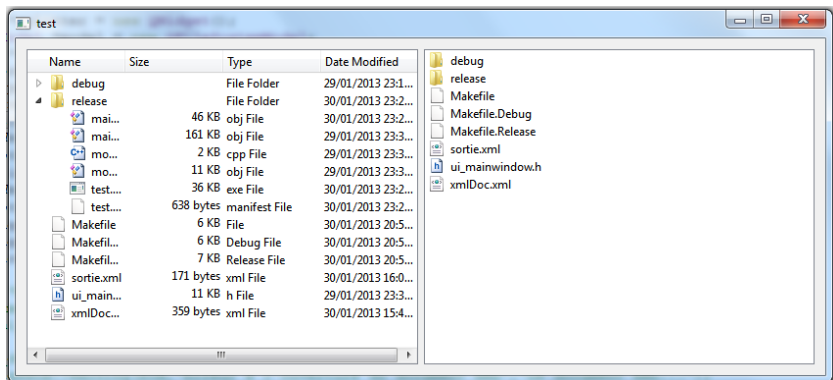 test
Name Size Type Date Modified
debug File Folder 29/01/2013 23:1...
release File Folder 30/01/2013 23:2...
mai... 46 KB obj File 30/01/2013 23:2...
mai... 161 KB obj File 29/01/2013 23:3...
mo... 2 KB cpp File 29/01/2013 23:3...
mo... 11 KB obj File 29/01/2013 23:3...
test.... 36 KB exe File 30/01/2013 23:2...
test.... 638 bytes manifest File 30/01/2013 23:2...
Makefile 6 KB File 30/01/2013 20:5...
Makefil... 6 KB Debug File 30/01/2013 20:5...
Makefil... 7 KB Release File 30/01/2013 20:5...
sortie.xml 171 bytes xml File 30/01/2013 16:0...
ui_main... 11 KB h File 29/01/2013 23:3...
xmlDoc... 359 bytes xml File 30/01/2013 15:4...
debug
release
Makefile
Makefile.Debug
Makefile.Release
sortie.xml
ui_mainwindow.h
xmlDoc.xml